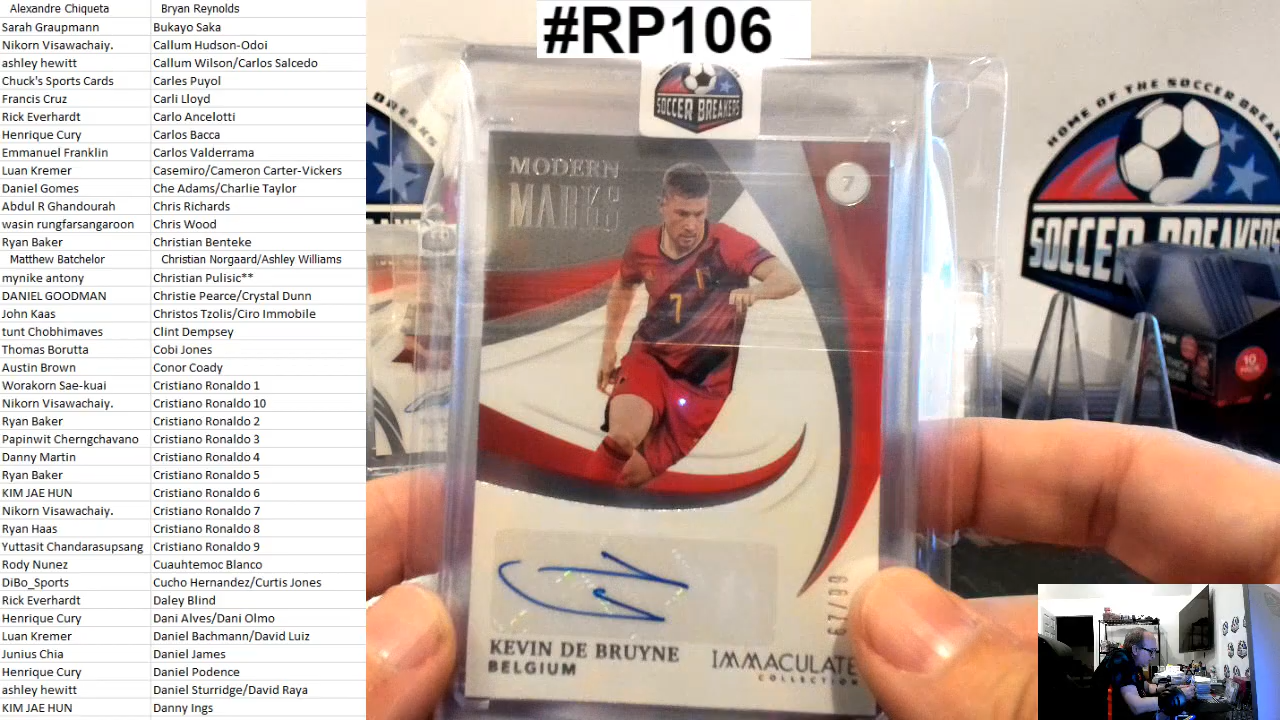 Alexandre Chiqueta Bryan Reynolds
Sarah Graupmann Bukayo Saka
Nikorn Visawachaiy. Callum Hudson-Odoi
ashley hewitt Callum Wilson/Carlos Salcedo
Chuck's Sports Cards Carles Puyol
Francis Cruz Carli Lloyd
Rick Everhardt Carlo Ancelotti
Henrique Cury Carlos Bacca
Emmanuel Franklin Carlos Valderrama
Luan Kremer Casemiro/Cameron Carter-Vickers
Daniel Gomes Che Adams/Charlie Taylor
Abdul R Ghandourah Chris Richards
wasin rungfarsangaroon Chris Wood
Ryan Baker Christian Benteke
Matthew Batchelor Christian Norgaard/Ashley Williams
mynike antony Christian Pulisic**
DANIEL GOODMAN Christie Pearce/Crystal Dunn
John Kaas Christos Tzolis/Ciro Immobile
tunt Chobhimaves Clint Dempsey
Thomas Borutta Cobi Jones
Austin Brown Conor Coady
Worakorn Sae-kuai Cristiano Ronaldo 1
Nikorn Visawachaiy. Cristiano Ronaldo 10
Ryan Baker Cristiano Ronaldo 2
Papinwit Cherngchavano Cristiano Ronaldo 3
Danny Martin Cristiano Ronaldo 4
Ryan Baker Cristiano Ronaldo 5
KIM JAE HUN Cristiano Ronaldo 6
Nikorn Visawachaiy. Cristiano Ronaldo 7
Ryan Haas Cristiano Ronaldo 8
Yuttasit Chandarasupsang Cristiano Ronaldo 9
Rody Nunez Cuauhtemoc Blanco
DiBo_Sports Cucho Hernandez/Curtis Jones
Rick Everhardt Daley Blind
Henrique Cury Dani Alves/Dani Olmo
Luan Kremer Daniel Bachmann/David Luiz
Junius Chia Daniel James
Henrique Cury Daniel Podence
ashley hewitt Daniel Sturridge/David Raya
KIM JAE HUN Danny Ings
#RP106
SOCCER BREAKERS
MODERN
MARKS
7
7
KEVIN DE BRUYNE
BELGIUM
IMMACULATE
COLLECTION
67/99
HOME OF THE SOCCER BREA
SOCCER BREAKERS
10